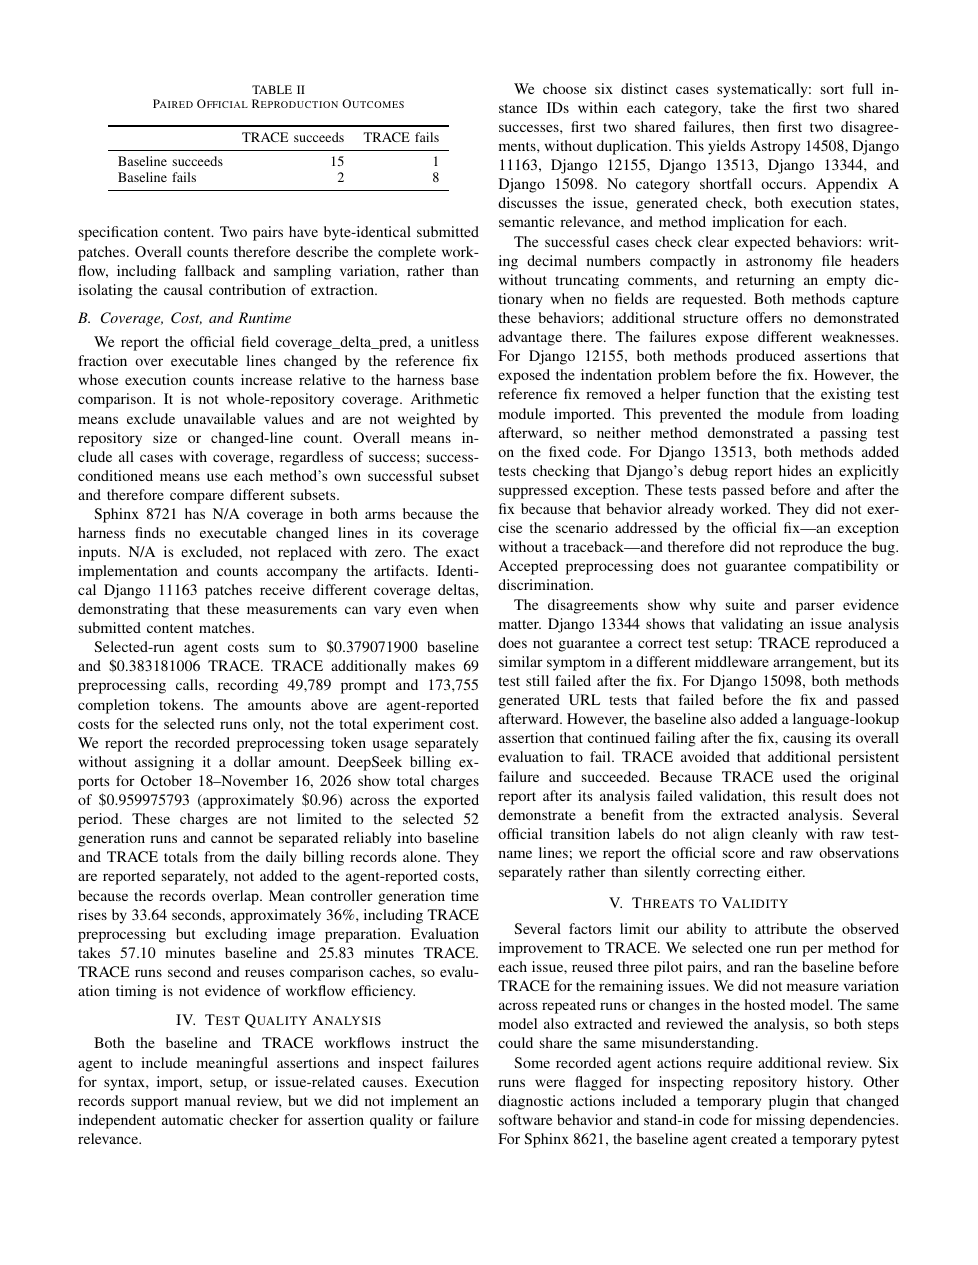 TABLE II
PAIRED OFFICIAL REPRODUCTION OUTCOMES
TRACE succeeds TRACE fails
Baseline succeeds 15 1
Baseline fails 2 8
specification content. Two pairs have byte-identical submitted
patches. Overall counts therefore describe the complete work-
flow, including fallback and sampling variation, rather than
isolating the causal contribution of extraction.
B. Coverage, Cost, and Runtime
We report the official field coverage_delta_pred, a unitless
fraction over executable lines changed by the reference fix
whose execution counts increase relative to the harness base
comparison. It is not whole-repository coverage. Arithmetic
means exclude unavailable values and are not weighted by
repository size or changed-line count. Overall means in-
clude all cases with coverage, regardless of success; success-
conditioned means use each method's own successful subset
and therefore compare different subsets.
Sphinx 8721 has N/A coverage in both arms because the
harness finds no executable changed lines in its coverage
inputs. N/A is excluded, not replaced with zero. The exact
implementation and counts accompany the artifacts. Identi-
cal Django 11163 patches receive different coverage deltas,
demonstrating that these measurements can vary even when
submitted content matches.
Selected-run agent costs sum to $0.379071900 baseline
and $0.383181006 TRACE. TRACE additionally makes 69
preprocessing calls, recording 49,789 prompt and 173,755
completion tokens. The amounts above are agent-reported
costs for the selected runs only, not the total experiment cost.
We report the recorded preprocessing token usage separately
without assigning it a dollar amount. DeepSeek billing ex-
ports for October 18–November 16, 2026 show total charges
of $0.959975793 (approximately $0.96) across the exported
period. These charges are not limited to the selected 52
generation runs and cannot be separated reliably into baseline
and TRACE totals from the daily billing records alone. They
are reported separately, not added to the agent-reported costs,
because the records overlap. Mean controller generation time
rises by 33.64 seconds, approximately 36%, including TRACE
preprocessing but excluding image preparation. Evaluation
takes 57.10 minutes baseline and 25.83 minutes TRACE.
TRACE runs second and reuses comparison caches, so evalu-
ation timing is not evidence of workflow efficiency.
IV. TEST QUALITY ANALYSIS
Both the baseline and TRACE workflows instruct the
agent to include meaningful assertions and inspect failures
for syntax, import, setup, or issue-related causes. Execution
records support manual review, but we did not implement an
independent automatic checker for assertion quality or failure
relevance.
We choose six distinct cases systematically: sort full in-
stance IDs within each category, take the first two shared
successes, first two shared failures, then first two disagree-
ments, without duplication. This yields Astropy 14508, Django
11163, Django 12155, Django 13513, Django 13344, and
Django 15098. No category shortfall occurs. Appendix A
discusses the issue, generated check, both execution states,
semantic relevance, and method implication for each.
The successful cases check clear expected behaviors: writ-
ing decimal numbers compactly in astronomy file headers
without truncating comments, and returning an empty dic-
tionary when no fields are requested. Both methods capture
these behaviors; additional structure offers no demonstrated
advantage there. The failures expose different weaknesses.
For Django 12155, both methods produced assertions that
exposed the indentation problem before the fix. However, the
reference fix removed a helper function that the existing test
module imported. This prevented the module from loading
afterward, so neither method demonstrated a passing test
on the fixed code. For Django 13513, both methods added
tests checking that Django's debug report hides an explicitly
suppressed exception. These tests passed before and after the
fix because that behavior already worked. They did not exer-
cise the scenario addressed by the official fix—an exception
without a traceback—and therefore did not reproduce the bug.
Accepted preprocessing does not guarantee compatibility or
discrimination.
The disagreements show why suite and parser evidence
matter. Django 13344 shows that validating an issue analysis
does not guarantee a correct test setup: TRACE reproduced a
similar symptom in a different middleware arrangement, but its
test still failed after the fix. For Django 15098, both methods
generated URL tests that failed before the fix and passed
afterward. However, the baseline also added a language-lookup
assertion that continued failing after the fix, causing its overall
evaluation to fail. TRACE avoided that additional persistent
failure and succeeded. Because TRACE used the original
report after its analysis failed validation, this result does not
demonstrate a benefit from the extracted analysis. Several
official transition labels do not align cleanly with raw test-
name lines; we report the official score and raw observations
separately rather than silently correcting either.
V. THREATS TO VALIDITY
Several factors limit our ability to attribute the observed
improvement to TRACE. We selected one run per method for
each issue, reused three pilot pairs, and ran the baseline before
TRACE for the remaining issues. We did not measure variation
across repeated runs or changes in the hosted model. The same
model also extracted and reviewed the analysis, so both steps
could share the same misunderstanding.
Some recorded agent actions require additional review. Six
runs were flagged for inspecting repository history. Other
diagnostic actions included a temporary plugin that changed
software behavior and stand-in code for missing dependencies.
For Sphinx 8621, the baseline agent created a temporary pytest